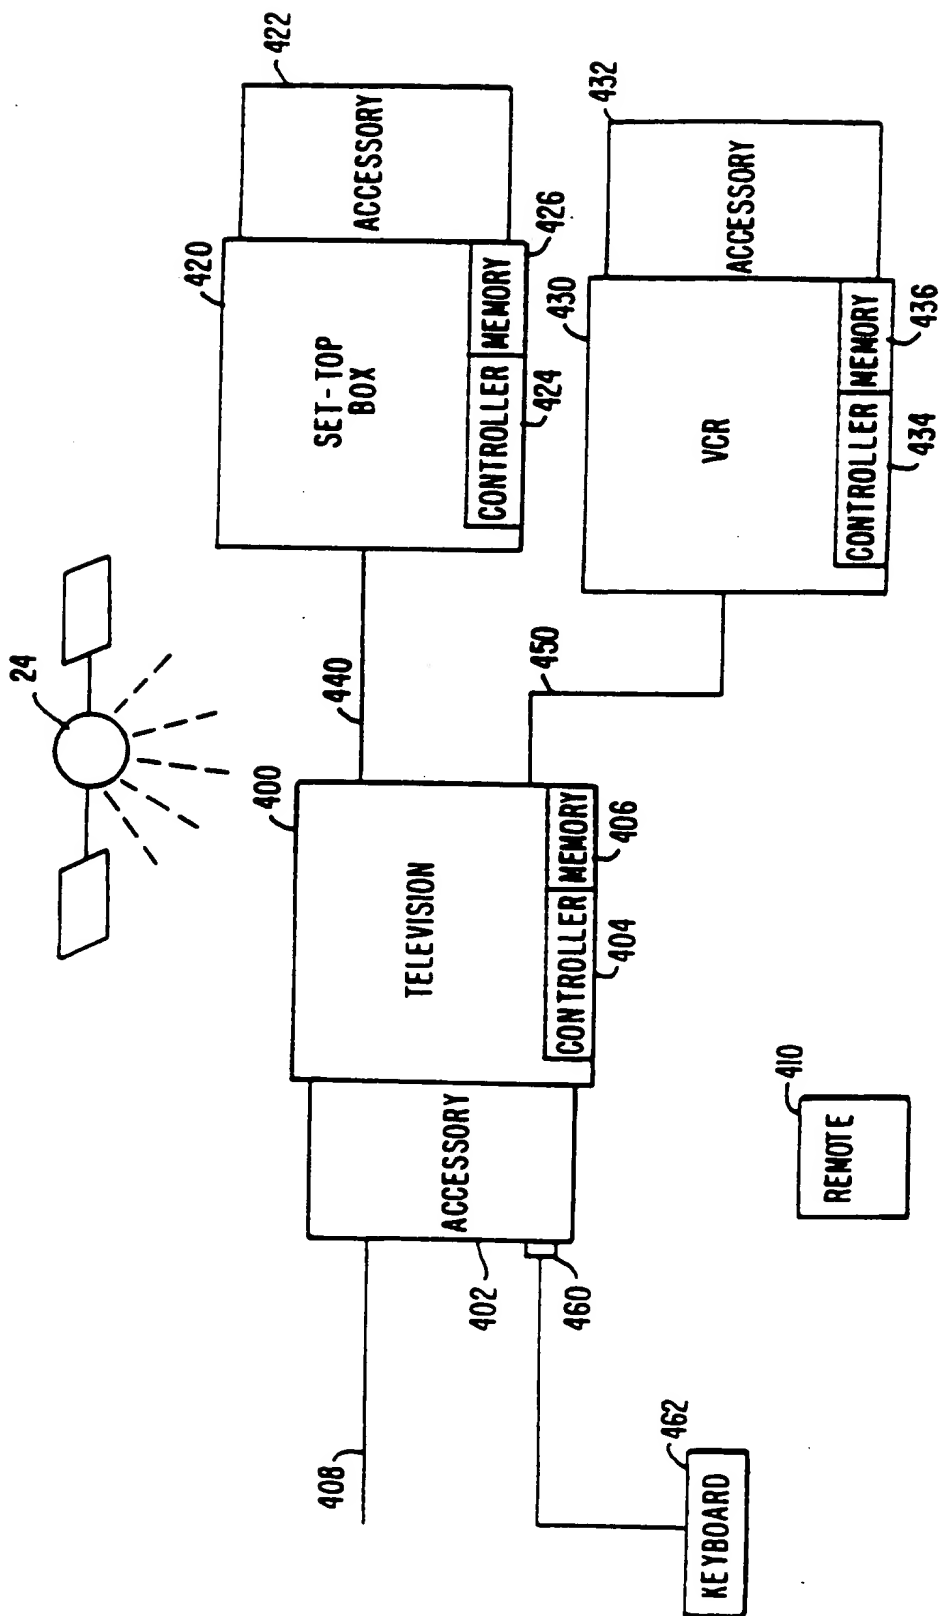 24
422
420
ACCESSORY
SET-TOP
BOX
CONTROLLER
MEMORY
426
424
440
400
TELEVISION
CONTROLLER
MEMORY
406
404
ACCESSORY
402
408
460
450
430
432
ACCESSORY
VCR
CONTROLLER
MEMORY
436
434
462
KEYBOARD
410
REMOTE